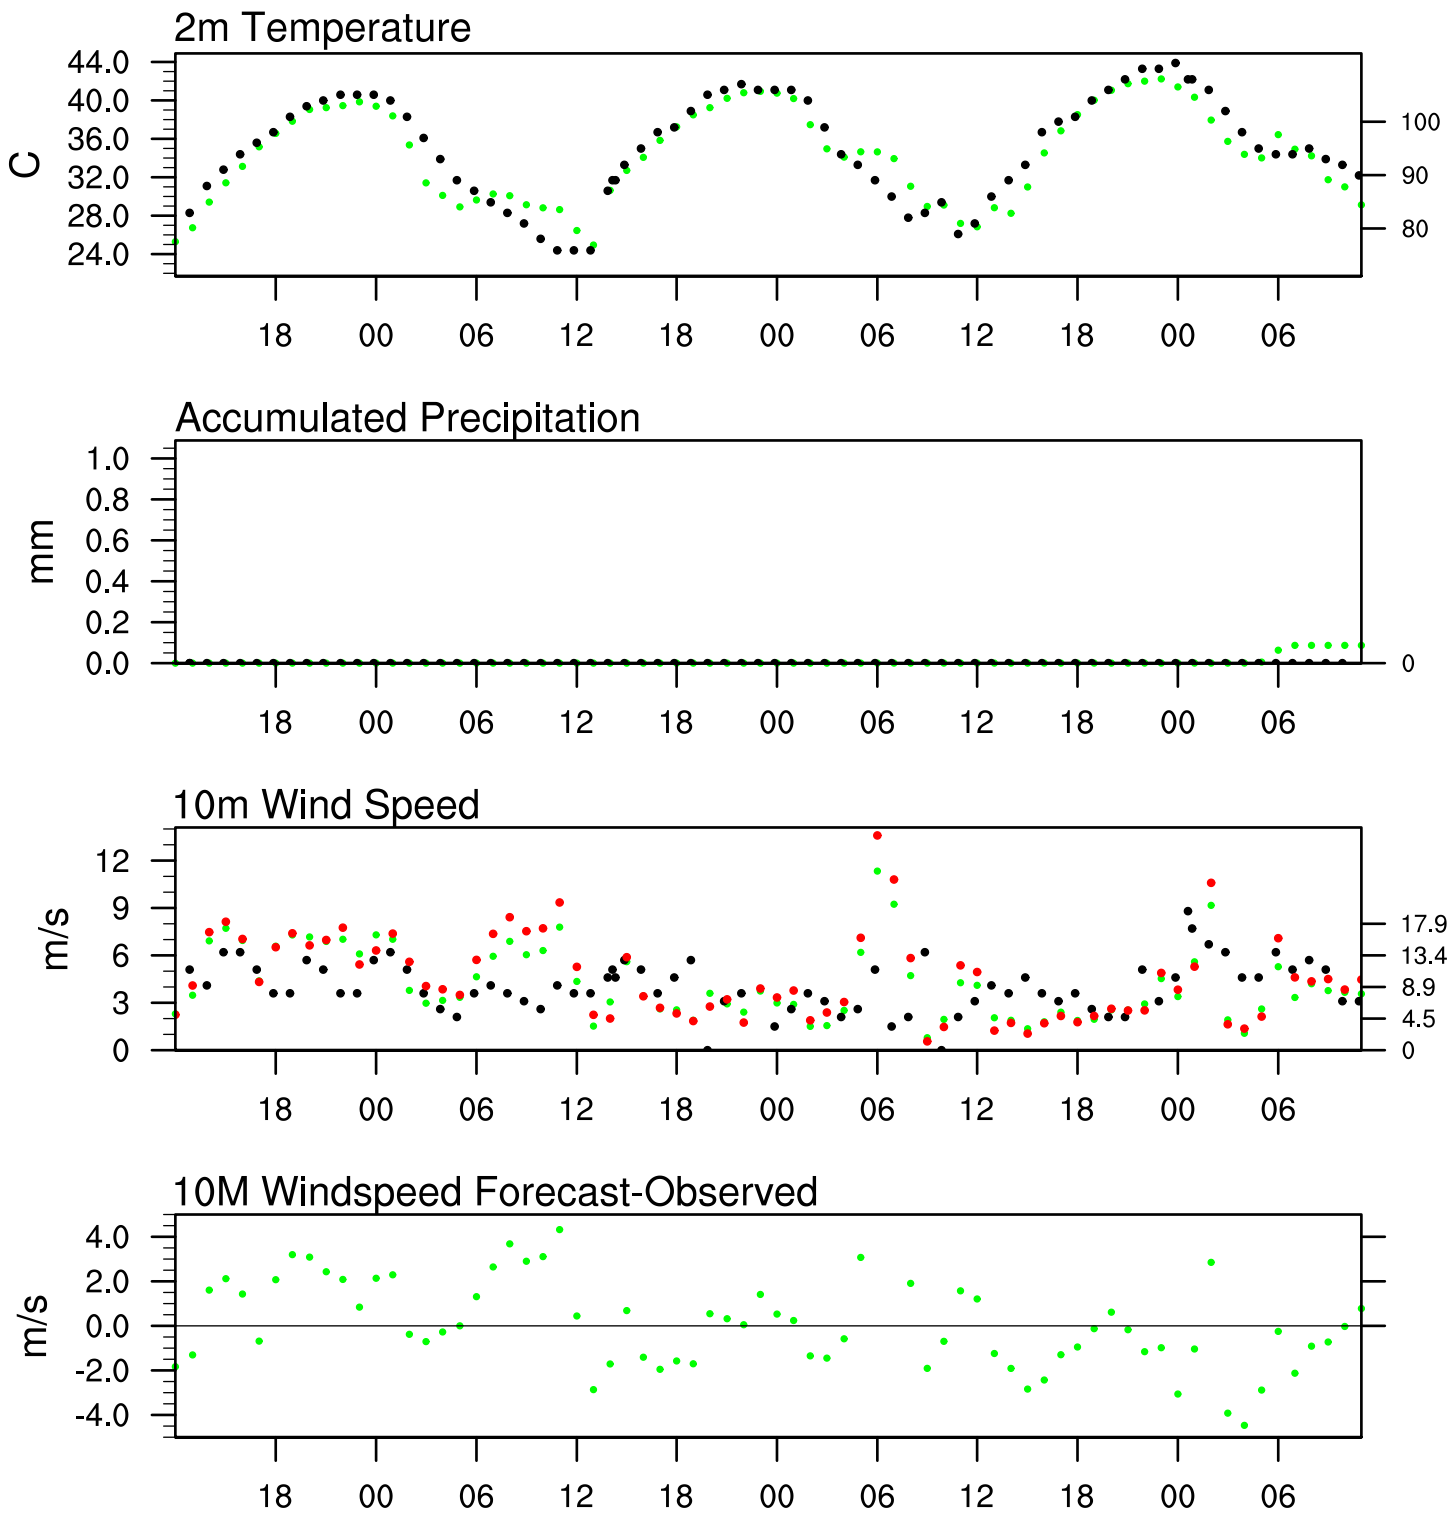 2m Temperature
44.0
40.0
36.0
32.0
28.0
24.0
C
100
90
80
18 00 06 12 18 00 06 12 18 00 06
Accumulated Precipitation
1.0
0.8
0.6
0.4
0.2
0.0
mm
0
18 00 06 12 18 00 06 12 18 00 06
10m Wind Speed
12
9
6
3
0
m/s
17.9
13.4
8.9
4.5
0
18 00 06 12 18 00 06 12 18 00 06
10M Windspeed Forecast-Observed
4.0
2.0
0.0
-2.0
-4.0
m/s
18 00 06 12 18 00 06 12 18 00 06